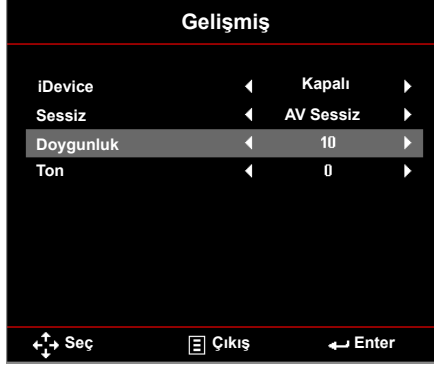 Gelişmiş
iDevice Kapalı
Sessiz AV Sessiz
Doygunluk 10
Ton 0
Seç Çıkış Enter